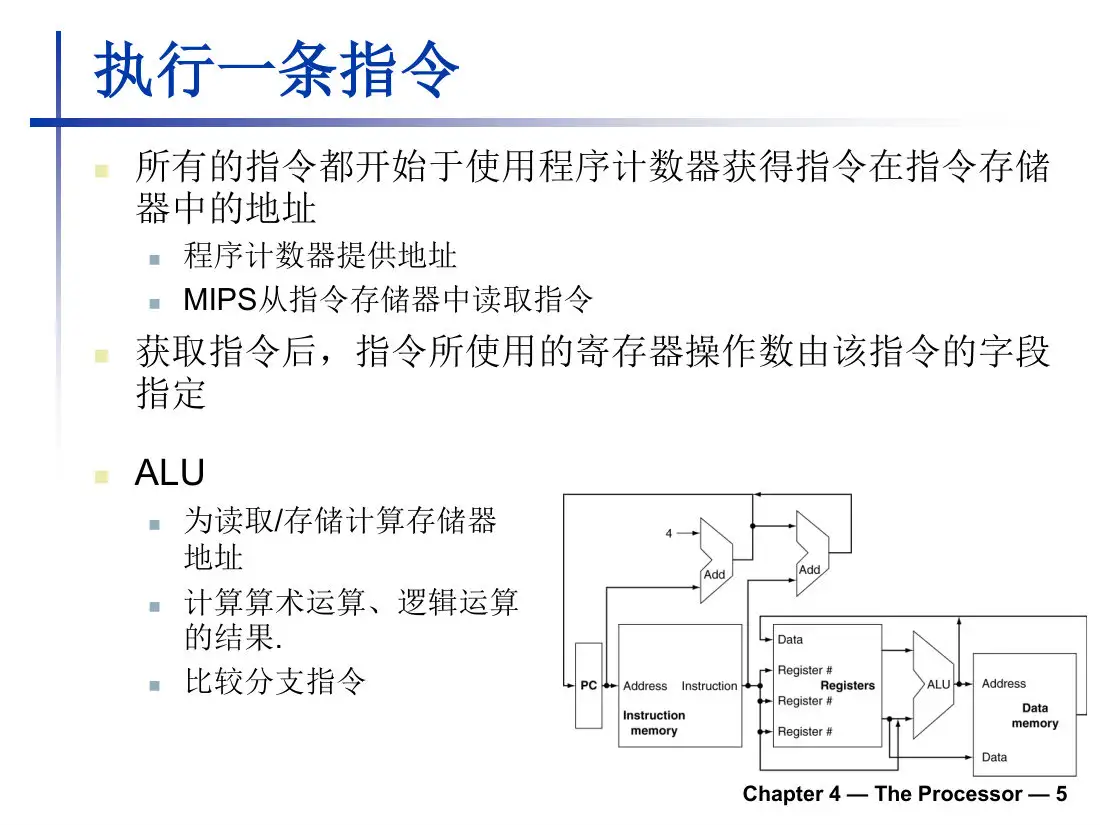 执行一条指令
所有的指令都开始于使用程序计数器获得指令在指令存储
器中的地址
程序计数器提供地址
MIPS从指令存储器中读取指令
获取指令后，指令所使用的寄存器操作数由该指令的字段
指定
ALU
为读取/存储计算存储器
地址
计算算术运算、逻辑运算
的结果.
比较分支指令
4
Add
Add
Data
Register #
PC
Address
Instruction
Registers
ALU
Address
Register #
Instruction
memory
Data
memory
Register #
Data
Chapter 4 — The Processor — 5